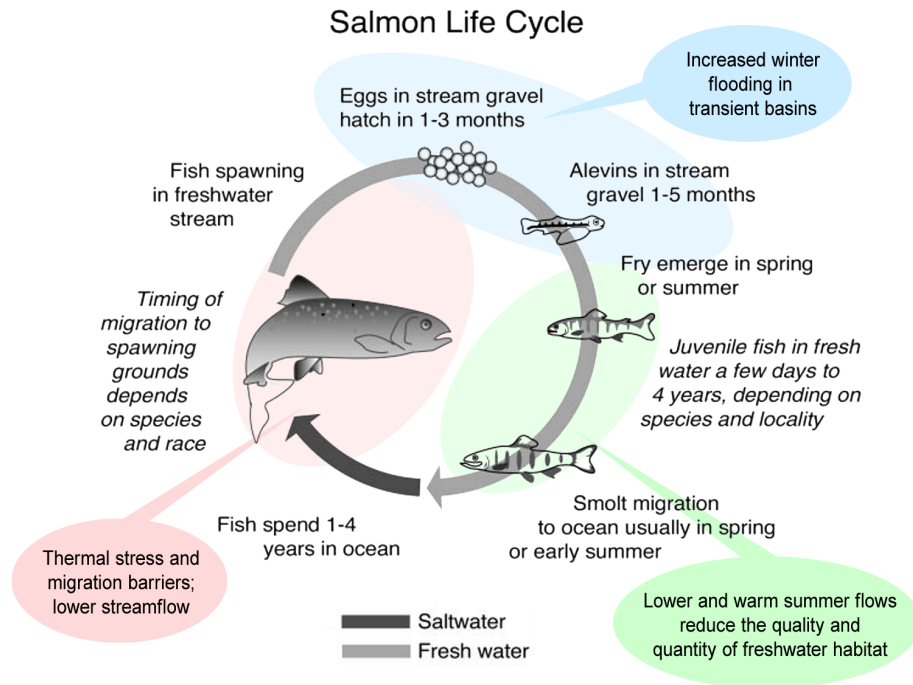 Salmon Life Cycle
Increased winter
flooding in
transient basins
Eggs in stream gravel
hatch in 1-3 months
Fish spawning
in freshwater
stream
Alevins in stream
gravel 1-5 months
Fry emerge in spring
or summer
Timing of
migration to
spawning
grounds
depends
on species
and race
Juvenile fish in fresh
water a few days to
4 years, depending on
species and locality
Smolt migration
to ocean usually in spring
or early summer
Fish spend 1-4
years in ocean
Thermal stress and
migration barriers;
lower streamflow
Lower and warm summer flows
reduce the quality and
quantity of freshwater habitat
Saltwater
Fresh water